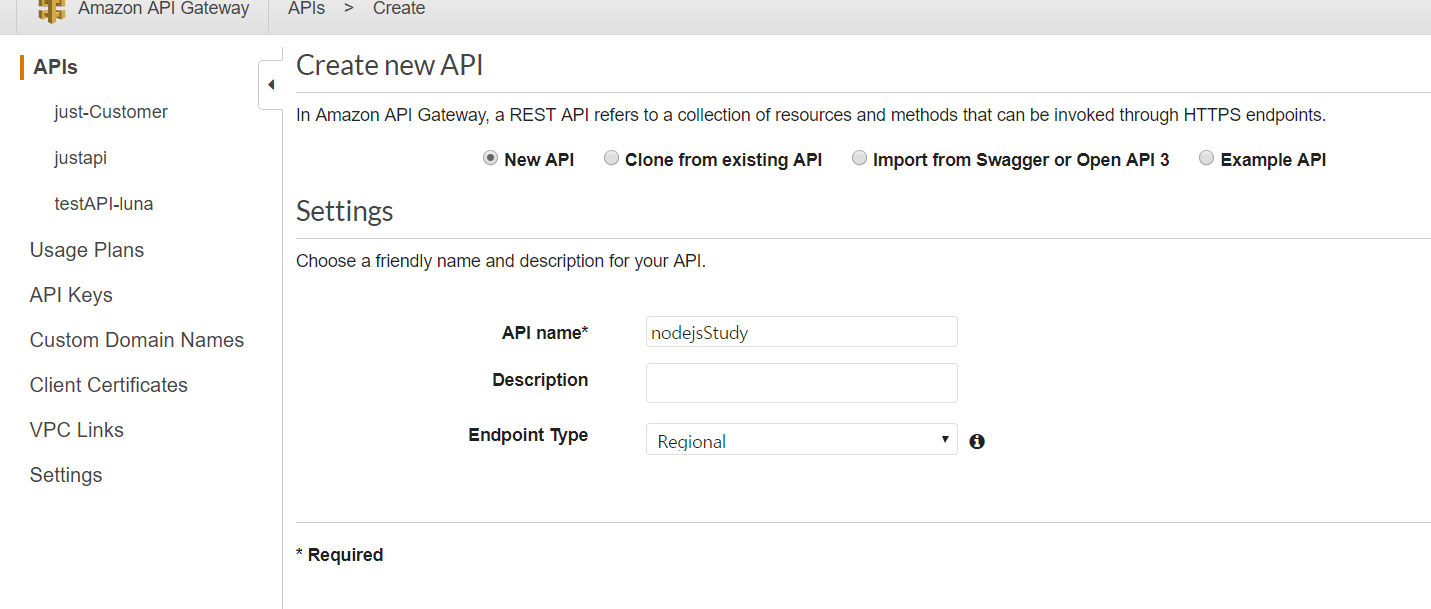 Amazon API Gateway APIs > Create
APIs
just-Customer
justapi
testAPI-luna
Usage Plans
API Keys
Custom Domain Names
Client Certificates
VPC Links
Settings
Create new API
In Amazon API Gateway, a REST API refers to a collection of resources and methods that can be invoked through HTTPS endpoints.
New API Clone from existing API Import from Swagger or Open API 3 Example API
Settings
Choose a friendly name and description for your API.
API name* nodejsStudy
Description
Endpoint Type Regional
* Required